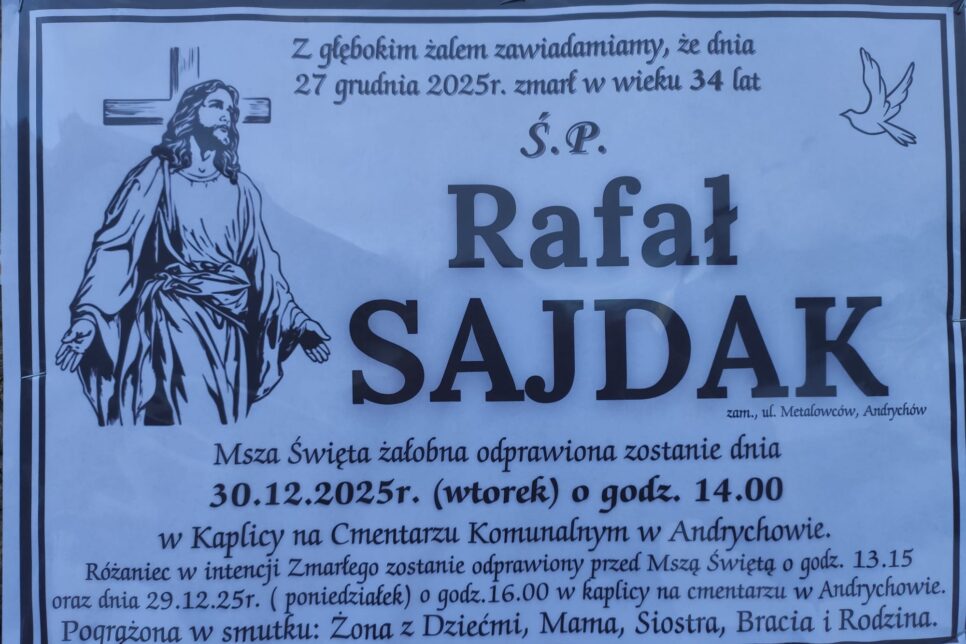 Z głębokim żalem zawiadamiamy, że dnia
27 grudnia 2025r. zmarł w wieku 34 lat
Ś.P.
Rafał
SAJDAK
zam., ul. Metalowców, Andrychów
Msza Święta żałobna odprawiona zostanie dnia
30.12.2025r. (wtorek) o godz. 14.00
w Kaplicy na Cmentarzu Komunalnym w Andrychowie.
Różaniec w intencji Zmarłego zostanie odprawiony przed Mszą Świętą o godz. 13.15
oraz dnia 29.12.25r. ( poniedziałek) o godz.16.00 w kaplicy na cmentarzu w Andrychowie.
Pogrążona w smutku: Żona z Dziećmi, Mama, Siostra, Bracia i Rodzina.